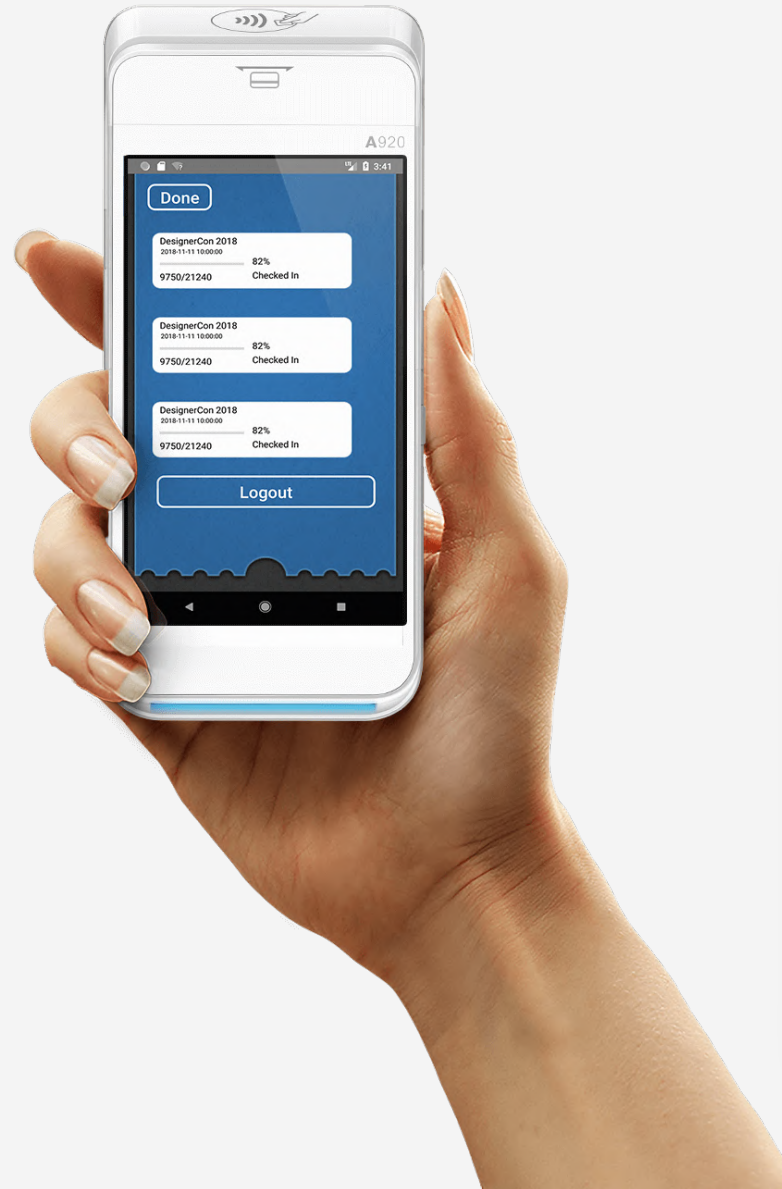 A920
3:41
Done
DesignerCon 2018
2018-11-11 10:00:00
82%
9750/21240
Checked In
DesignerCon 2018
2018-11-11 10:00:00
82%
9750/21240
Checked In
DesignerCon 2018
2018-11-11 10:00:00
82%
9750/21240
Checked In
Logout